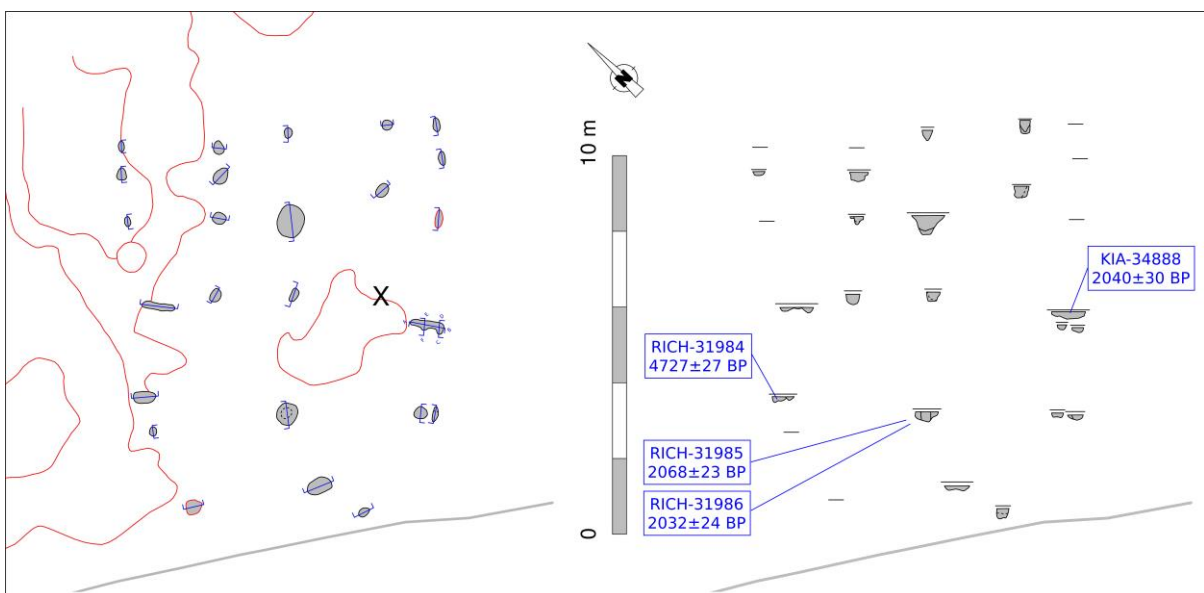 N
10 m
KIA-34888
2040±30 BP
X
RICH-31984
4727±27 BP
RICH-31985
2068±23 BP
RICH-31986
2032±24 BP
0